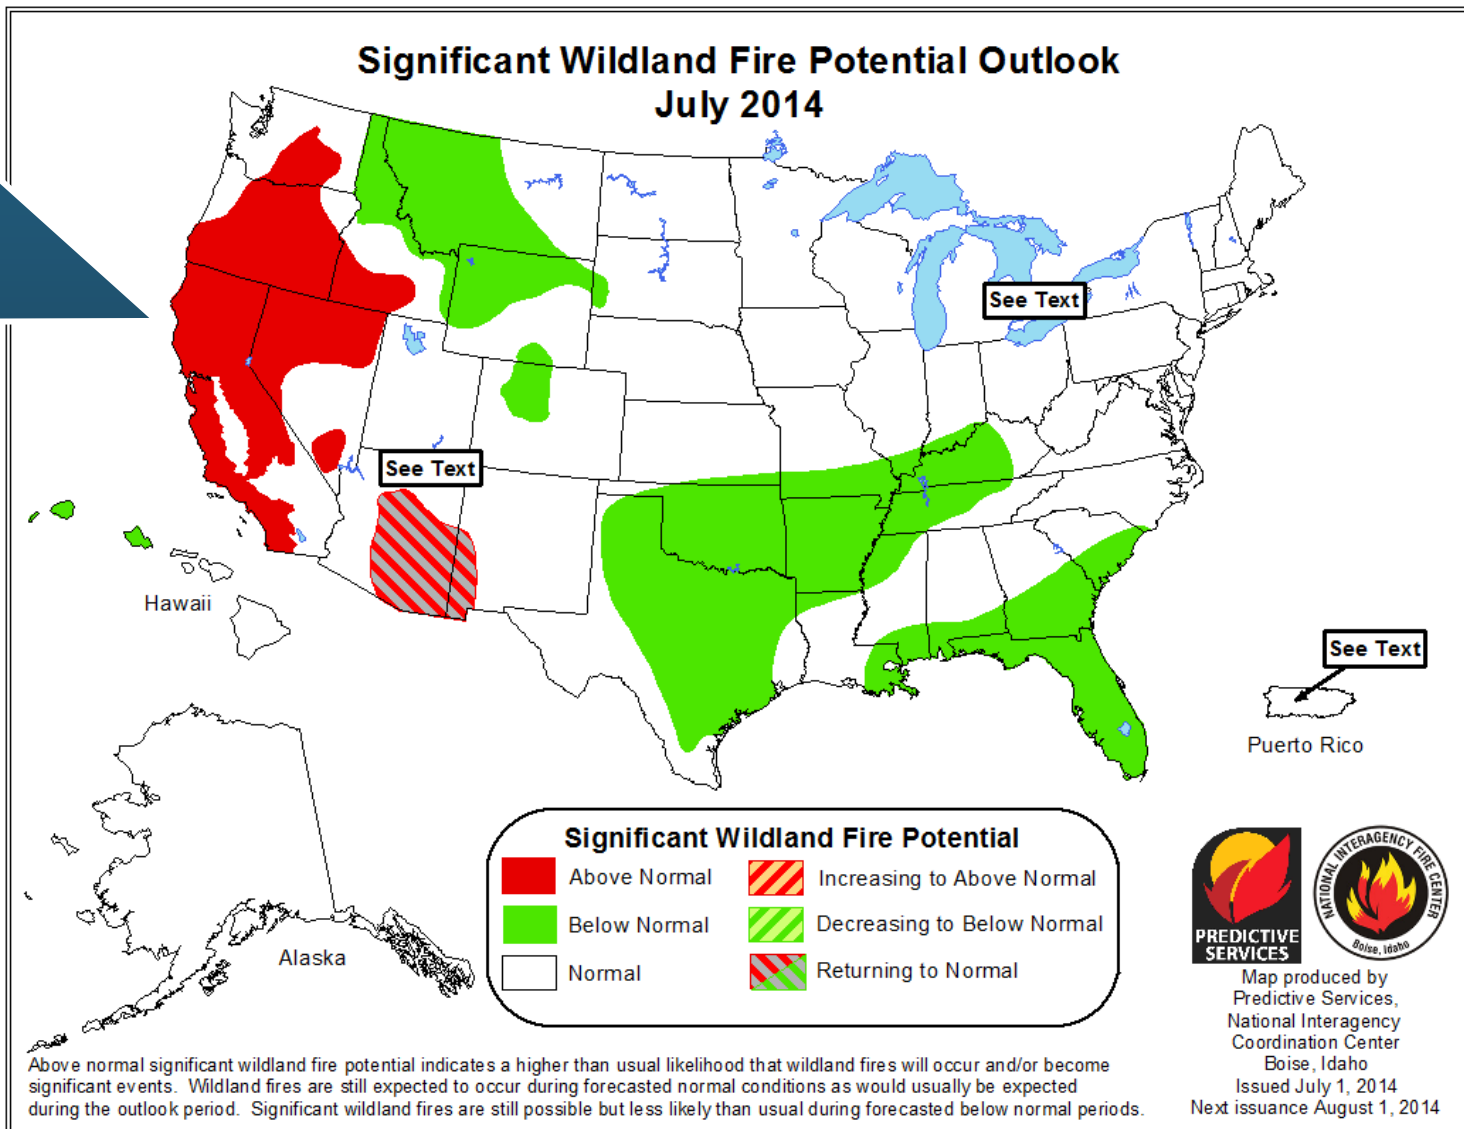 Significant Wildland Fire Potential Outlook
July 2014
See Text
See Text
Hawaii
See Text
Puerto Rico
Alaska
Significant Wildland Fire Potential
Above Normal
Increasing to Above Normal
Below Normal
Decreasing to Below Normal
Normal
Returning to Normal
PREDICTIVE
SERVICES
NATIONAL INTERAGENCY FIRE CENTER
Boise, Idaho
Map produced by
Predictive Services,
National Interagency
Coordination Center
Boise, Idaho
Issued July 1, 2014
Next issuance August 1, 2014
Above normal significant wildland fire potential indicates a higher than usual likelihood that wildland fires will occur and/or become
significant events.  Wildland fires are still expected to occur during forecasted normal conditions as would usually be expected
during the outlook period.  Significant wildland fires are still possible but less likely than usual during forecasted below normal periods.